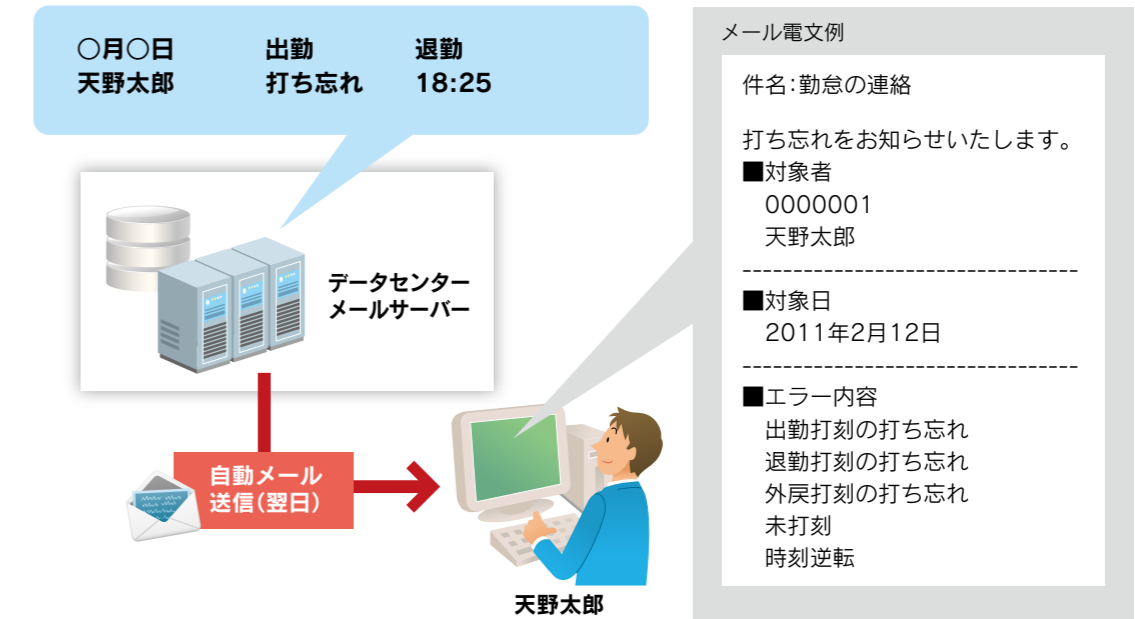 ○月○日 出勤 退勤
天野太郎 打ち忘れ 18:25
データセンター
メールサーバー
自動メール
送信(翌日)
天野太郎
メール電文例
件名:勤怠の連絡
打ち忘れをお知らせいたします。
■対象者
0000001
天野太郎
---------------------------------
■対象日
2011年2月12日
---------------------------------
■エラー内容
出勤打刻の打ち忘れ
退勤打刻の打ち忘れ
外戻打刻の打ち忘れ
未打刻
時刻逆転